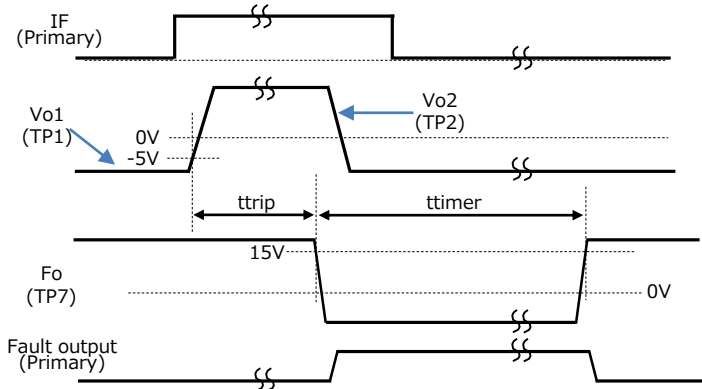 IF
(Primary)
Vo1
(TP1)
Vo2
(TP2)
0V
-5V
ttrip
ttimer
15V
Fo
(TP7)
0V
Fault output
(Primary)